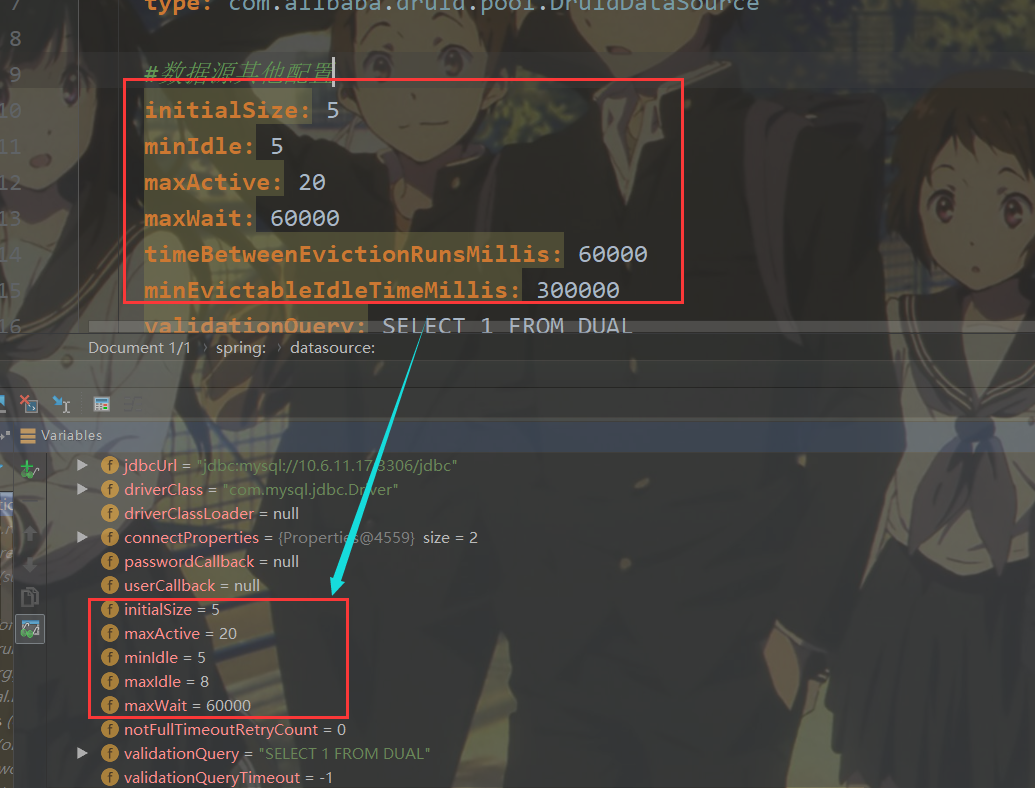 7 type: com.alibaba.druid.pool.DruidDataSource
8
9 #数据源其他配置
10 initialSize: 5
11 minIdle: 5
12 maxActive: 20
13 maxWait: 60000
14 timeBetweenEvictionRunsMillis: 60000
15 minEvictableIdleTimeMillis: 300000
16 validationQuery: SELECT 1 FROM DUAL
Document 1/1 › spring: › datasource:
Variables
f jdbcUrl = "jdbc:mysql://10.6.11.17:3306/jdbc"
f driverClass = "com.mysql.jdbc.Driver"
f driverClassLoader = null
f connectProperties = {Properties@4559} size = 2
f passwordCallback = null
f userCallback = null
f initialSize = 5
f maxActive = 20
f minIdle = 5
f maxIdle = 8
f maxWait = 60000
f notFullTimeoutRetryCount = 0
f validationQuery = "SELECT 1 FROM DUAL"
f validationQueryTimeout = -1